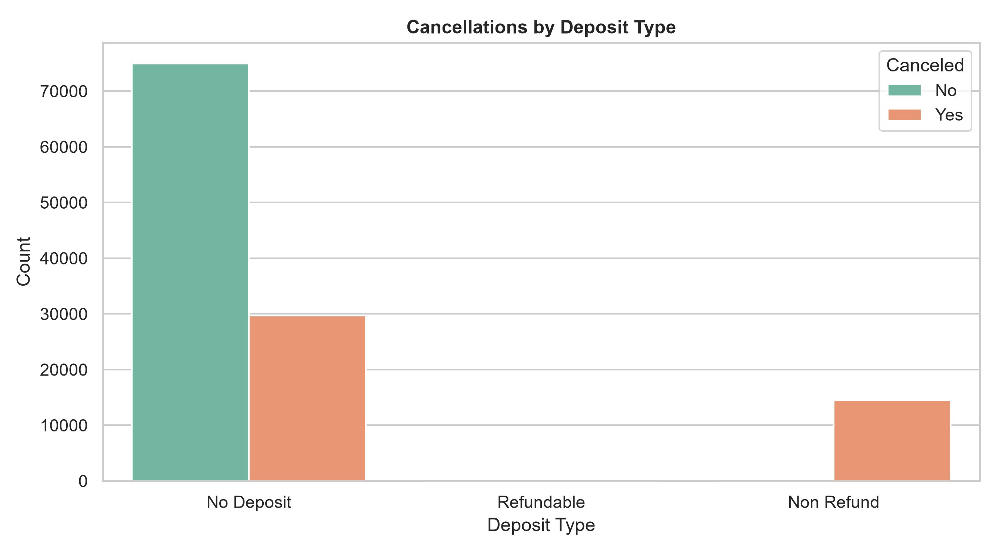 Cancellations by Deposit Type
Canceled
No
Yes
Count
70000
60000
50000
40000
30000
20000
10000
0
No Deposit
Refundable
Non Refund
Deposit Type